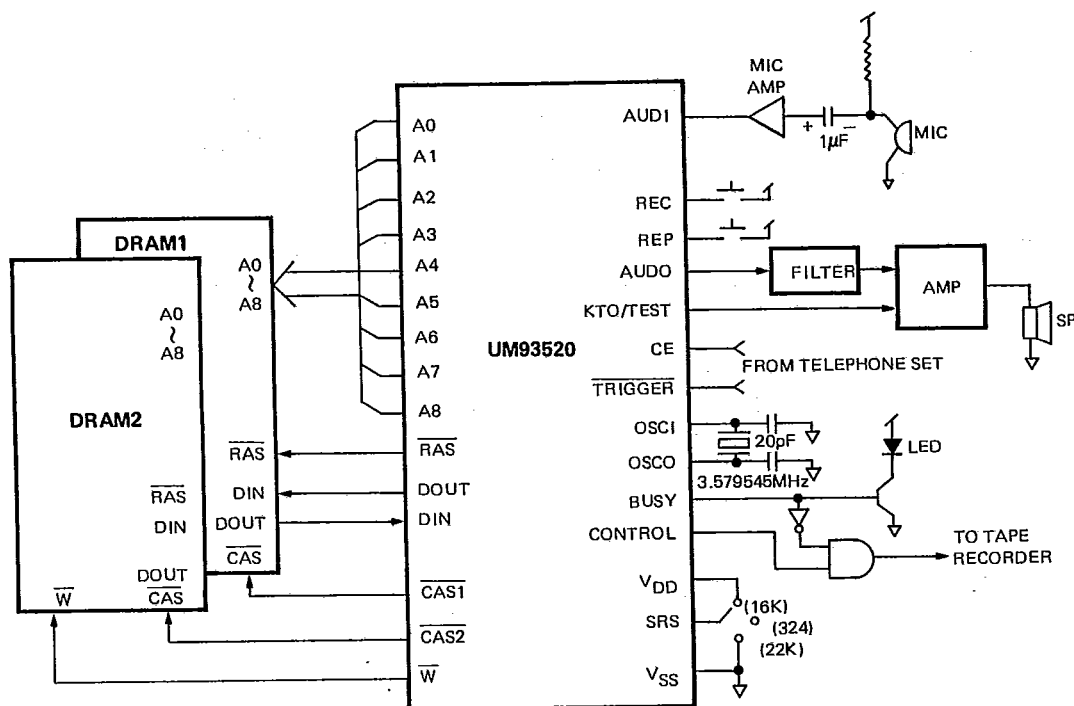 DRAM1
A0
~
A8
RAS
DIN
DOUT
CAS
DRAM2
A0
~
A8
RAS
DIN
DOUT
CAS
W
UM93520
A0
A1
A2
A3
A4
A5
A6
A7
A8
RAS
DOUT
DIN
CAS1
CAS2
W
AUDI
REC
REP
AUDO
KTO/TEST
CE
TRIGGER
OSCI
OSCO
BUSY
CONTROL
VDD
SRS
VSS
MIC
AMP
+
1µF
−
MIC
FILTER
AMP
SP
FROM TELEPHONE SET
20pF
3.579545MHz
LED
TO TAPE
RECORDER
(16K)
(324)
(22K)